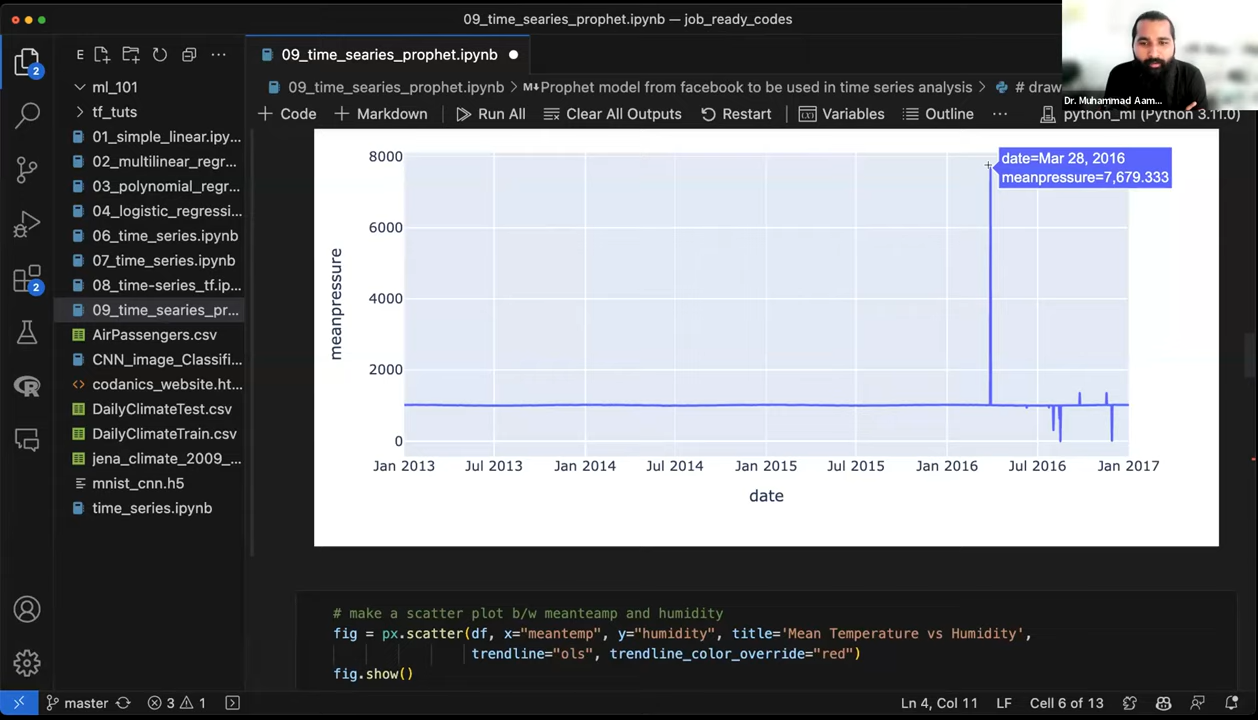 09_time_searies_prophet.ipynb — job_ready_codes
Dr. Muhammad Aam...
E
09_time_searies_prophet.ipynb
09_time_searies_prophet.ipynb > M↓Prophet model from facebook to be used in time series analysis > # draw
Code
Markdown
Run All
Clear All Outputs
Restart
Variables
Outline
...
python_ml (Python 3.11.0)
2
2
ml_101
tf_tuts
01_simple_linear.ipy...
02_multilinear_regr...
03_polynomial_regr...
04_logistic_regressi...
06_time_series.ipynb
07_time_series.ipynb
08_time-series_tf.ip...
09_time_searies_pr...
AirPassengers.csv
CNN_image_Classifi...
codanics_website.ht...
DailyClimateTest.csv
DailyClimateTrain.csv
jena_climate_2009_...
mnist_cnn.h5
time_series.ipynb
date=Mar 28, 2016
meanpressure=7,679.333
8000
6000
4000
2000
0
meanpressure
Jan 2013 Jul 2013 Jan 2014 Jul 2014 Jan 2015 Jul 2015 Jan 2016 Jul 2016 Jan 2017
date
# make a scatter plot b/w meanteamp and humidity
fig = px.scatter(df, x="meantemp", y="humidity", title='Mean Temperature vs Humidity',
trendline="ols", trendline_color_override="red")
fig.show()
master
3 1
Ln 4, Col 11
LF
Cell 6 of 13